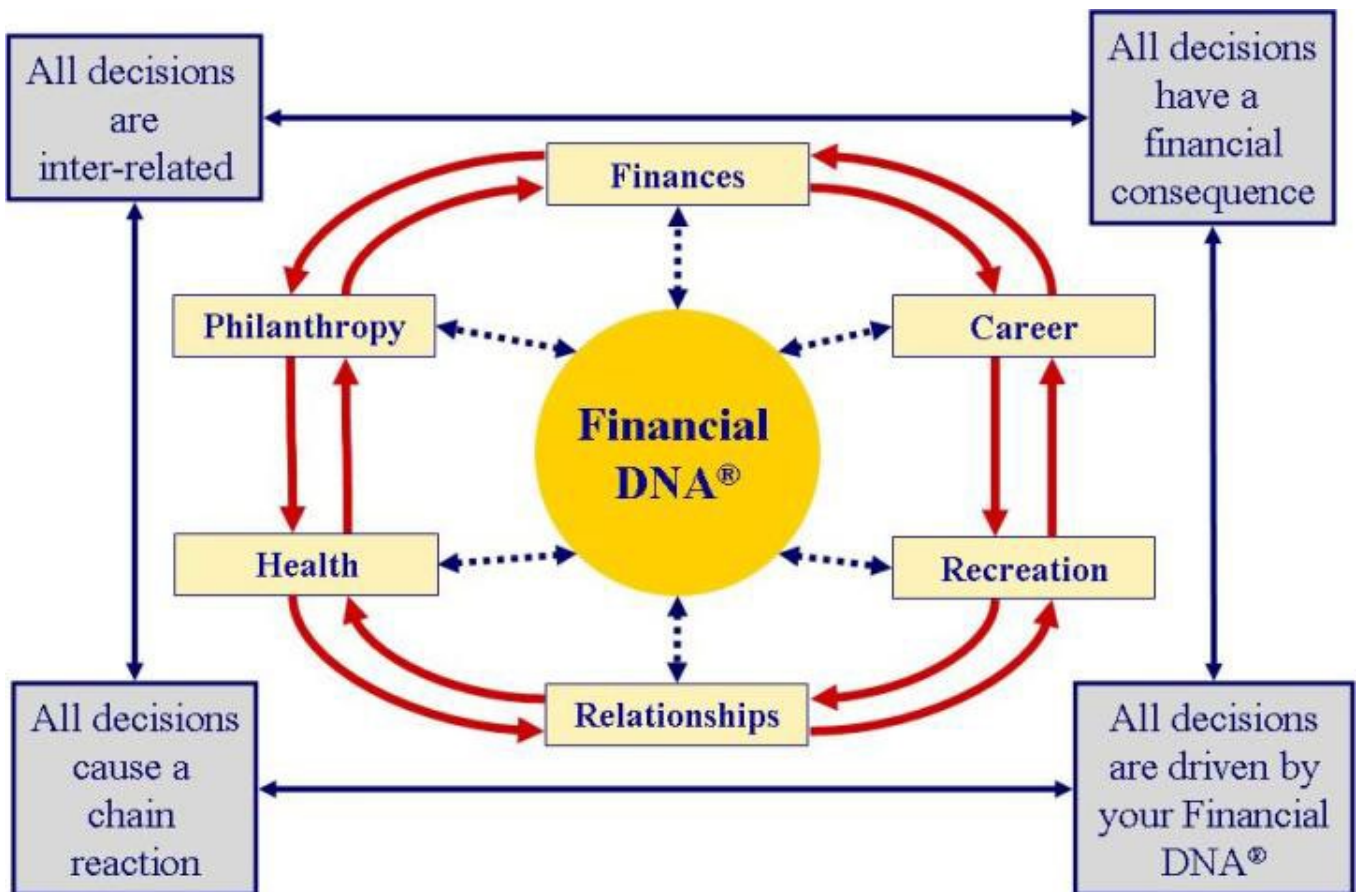 All decisions
are
inter-related
All decisions
have a
financial
consequence
Finances
Philanthropy
Career
Financial
DNA®
Health
Recreation
Relationships
All decisions
cause a
chain
reaction
All decisions
are driven by
your Financial
DNA®